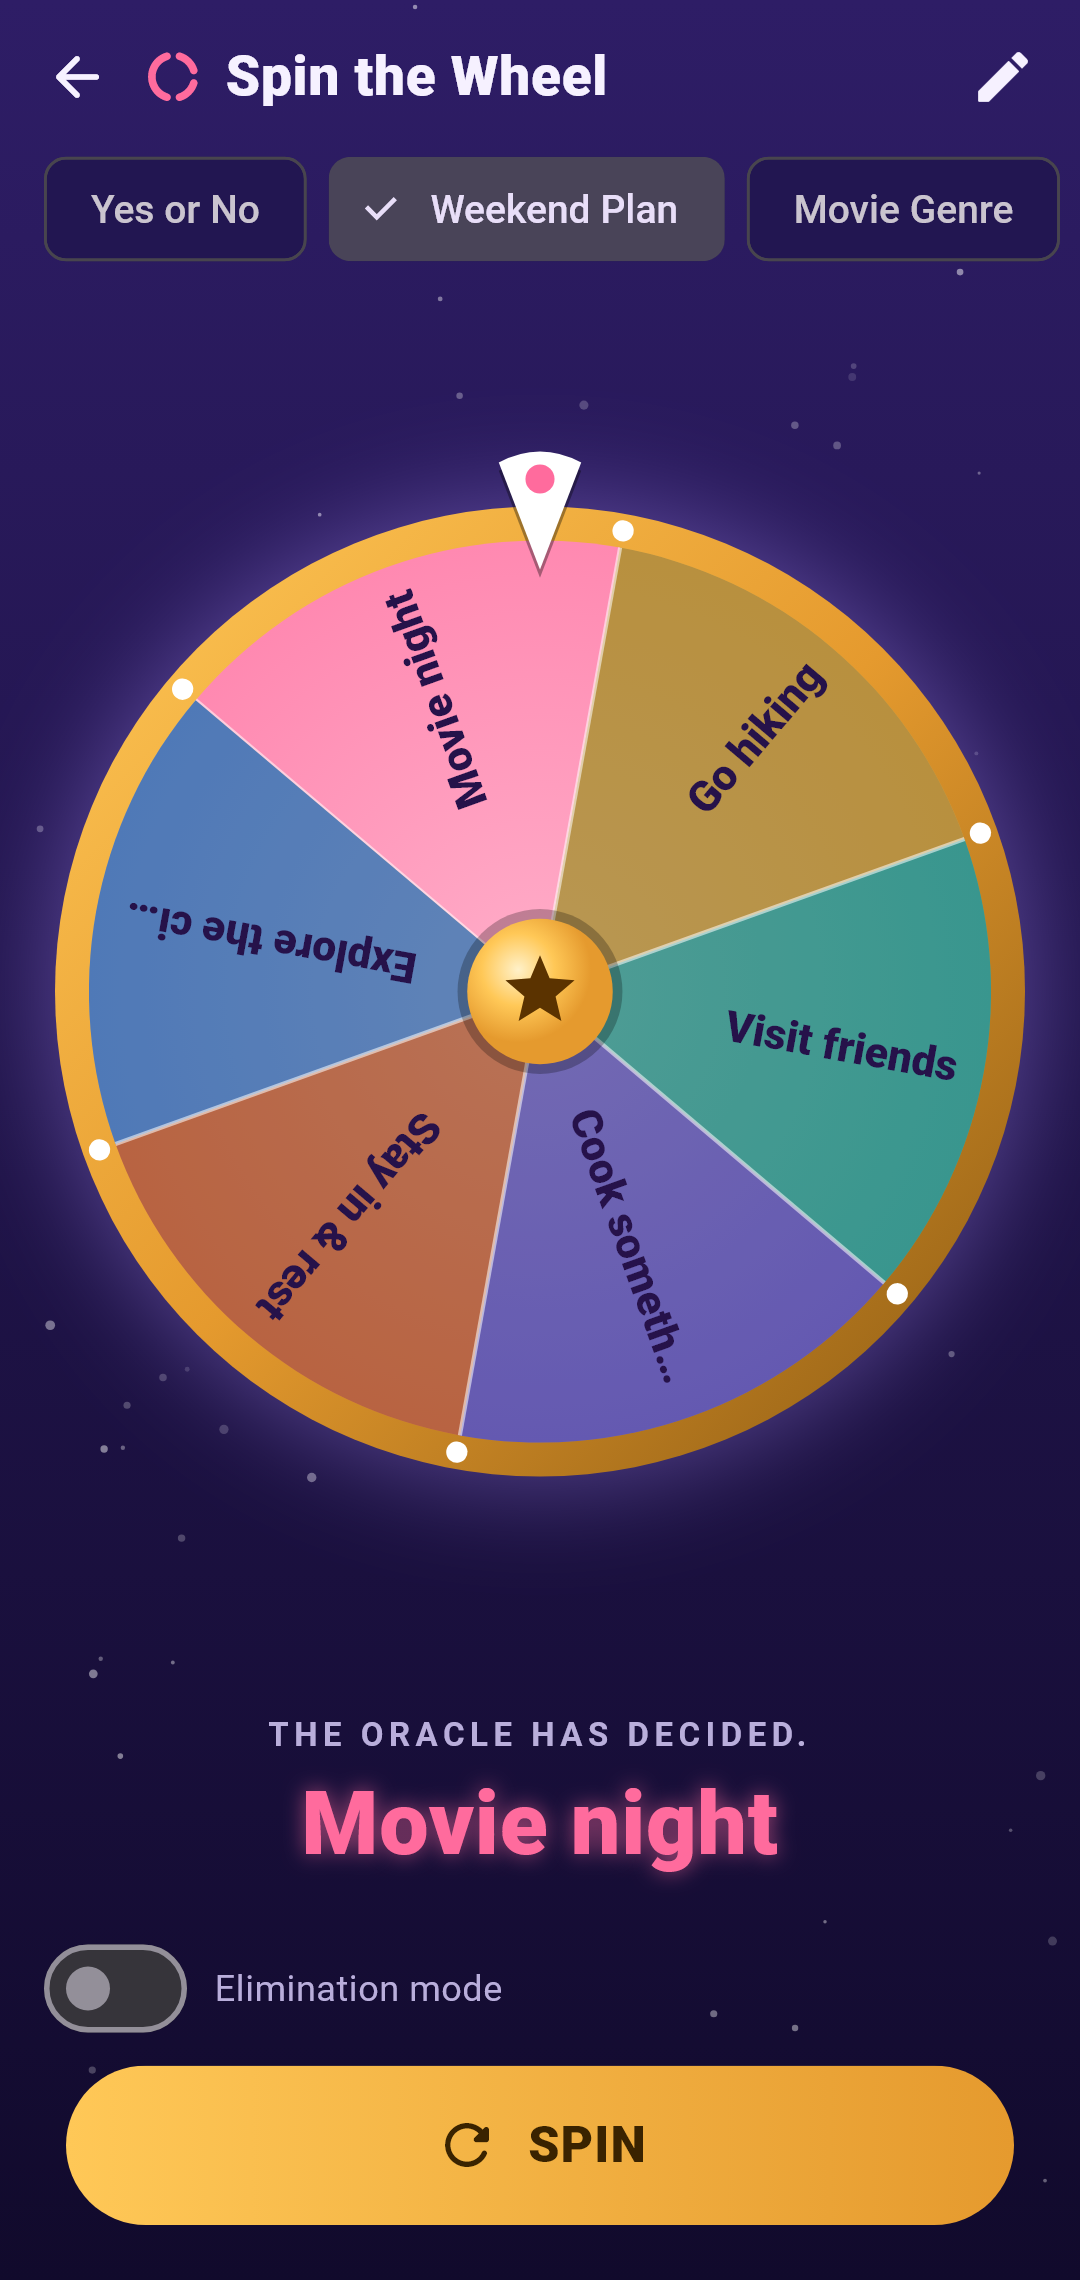 Spin the Wheel
Yes or No
Weekend Plan
Movie Genre
Movie night
Go hiking
Visit friends
Cook someth...
Stay in & rest
Explore the ci...
THE ORACLE HAS DECIDED.
Movie night
Elimination mode
SPIN